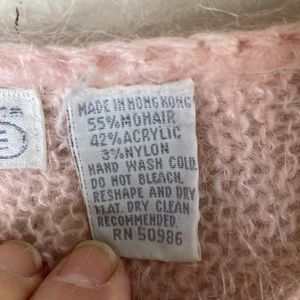 MADE IN HONG KONG
55% MOHAIR
42% ACRYLIC
3% NYLON
HAND WASH COLD.
DO NOT BLEACH.
RESHAPE AND DRY
FLAT. DRY CLEAN
RECOMMENDED.
RN 50986